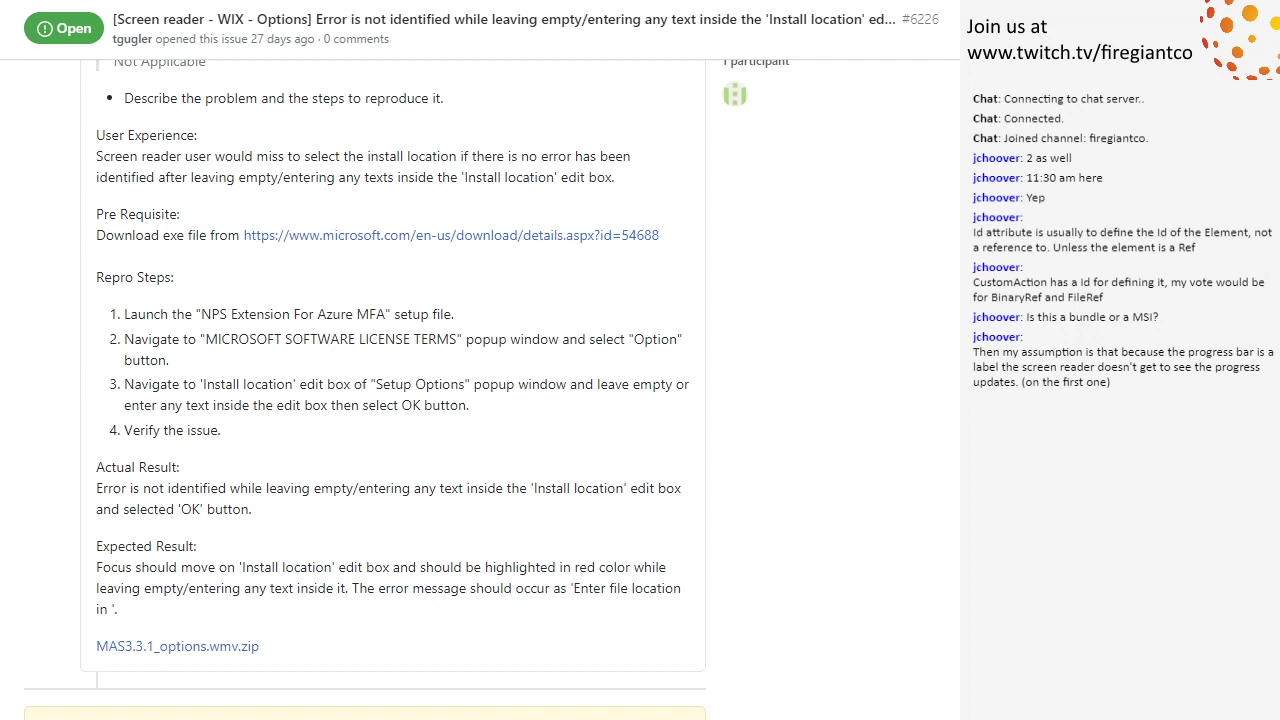 Open
[Screen reader - WIX - Options] Error is not identified while leaving empty/entering any text inside the 'Install location' ed... #6226
tgugler opened this issue 27 days ago · 0 comments
Not Applicable
• Describe the problem and the steps to reproduce it.
User Experience:
Screen reader user would miss to select the install location if there is no error has been
identified after leaving empty/entering any texts inside the 'Install location' edit box.
Pre Requisite:
Download exe file from https://www.microsoft.com/en-us/download/details.aspx?id=54688
Repro Steps:
1. Launch the "NPS Extension For Azure MFA" setup file.
2. Navigate to "MICROSOFT SOFTWARE LICENSE TERMS" popup window and select "Option"
button.
3. Navigate to 'Install location' edit box of "Setup Options" popup window and leave empty or
enter any text inside the edit box then select OK button.
4. Verify the issue.
Actual Result:
Error is not identified while leaving empty/entering any text inside the 'Install location' edit box
and selected 'OK' button.
Expected Result:
Focus should move on 'Install location' edit box and should be highlighted in red color while
leaving empty/entering any text inside it. The error message should occur as 'Enter file location
in '.
MAS3.3.1_options.wmv.zip
1 participant
Join us at
www.twitch.tv/firegiantco
Chat: Connecting to chat server..
Chat: Connected.
Chat: Joined channel: firegiantco.
jchoover: 2 as well
jchoover: 11:30 am here
jchoover: Yep
jchoover:
Id attribute is usually to define the Id of the Element, not
a reference to. Unless the element is a Ref
jchoover:
CustomAction has a Id for defining it, my vote would be
for BinaryRef and FileRef
jchoover: Is this a bundle or a MSI?
jchoover:
Then my assumption is that because the progress bar is a
label the screen reader doesn't get to see the progress
updates. (on the first one)